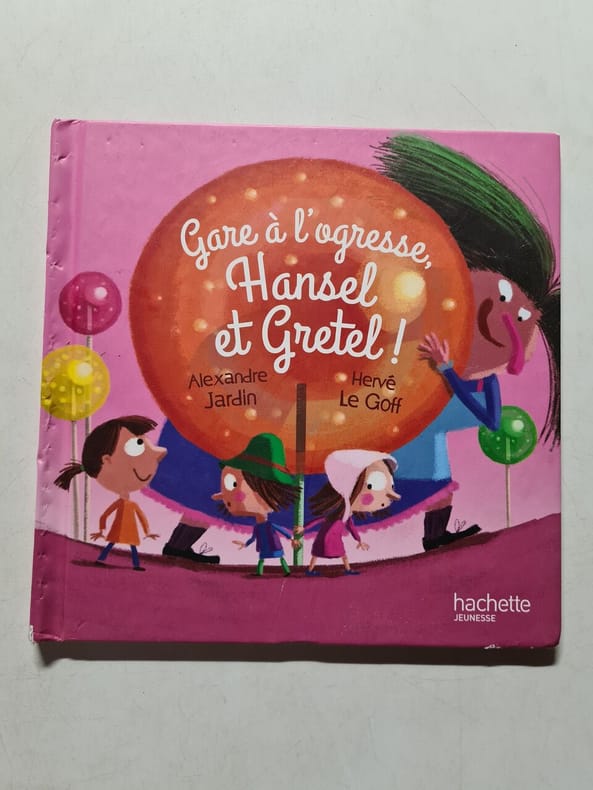 Gare à l'ogresse,
Hansel
et Gretel !
Alexandre
Jardin
Hervé
Le Goff
hachette
JEUNESSE